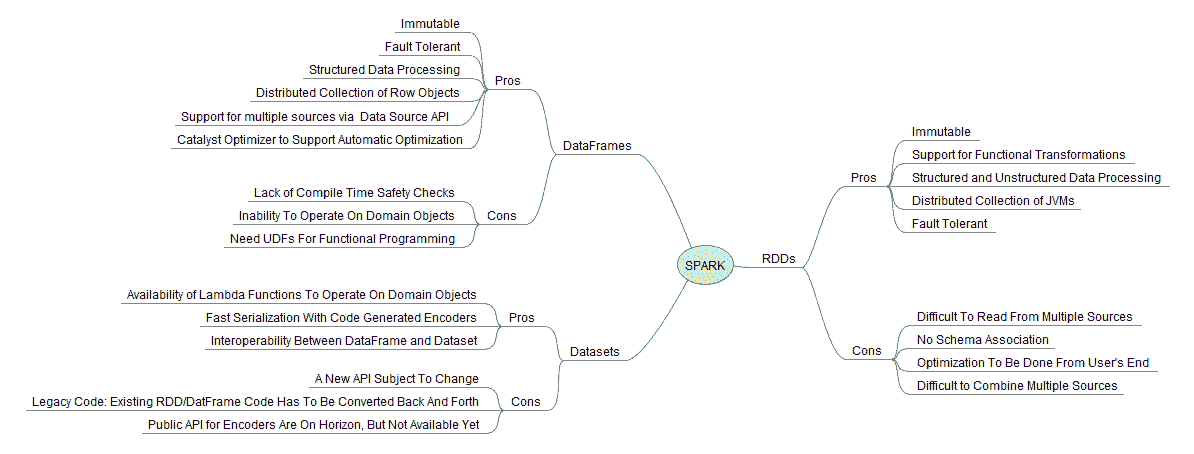 Immutable
Fault Tolerant
Structured Data Processing
Distributed Collection of Row Objects
Support for multiple sources via Data Source API
Catalyst Optimizer to Support Automatic Optimization
Pros
DataFrames
Lack of Compile Time Safety Checks
Inability To Operate On Domain Objects
Need UDFs For Functional Programming
Cons
Availability of Lambda Functions To Operate On Domain Objects
Fast Serialization With Code Generated Encoders
Interoperability Between DataFrame and Dataset
Pros
Datasets
A New API Subject To Change
Legacy Code: Existing RDD/DatFrame Code Has To Be Converted Back And Forth
Public API for Encoders Are On Horizon, But Not Available Yet
Cons
SPARK
RDDs
Pros
Immutable
Support for Functional Transformations
Structured and Unstructured Data Processing
Distributed Collection of JVMs
Fault Tolerant
Cons
Difficult To Read From Multiple Sources
No Schema Association
Optimization To Be Done From User's End
Difficult to Combine Multiple Sources